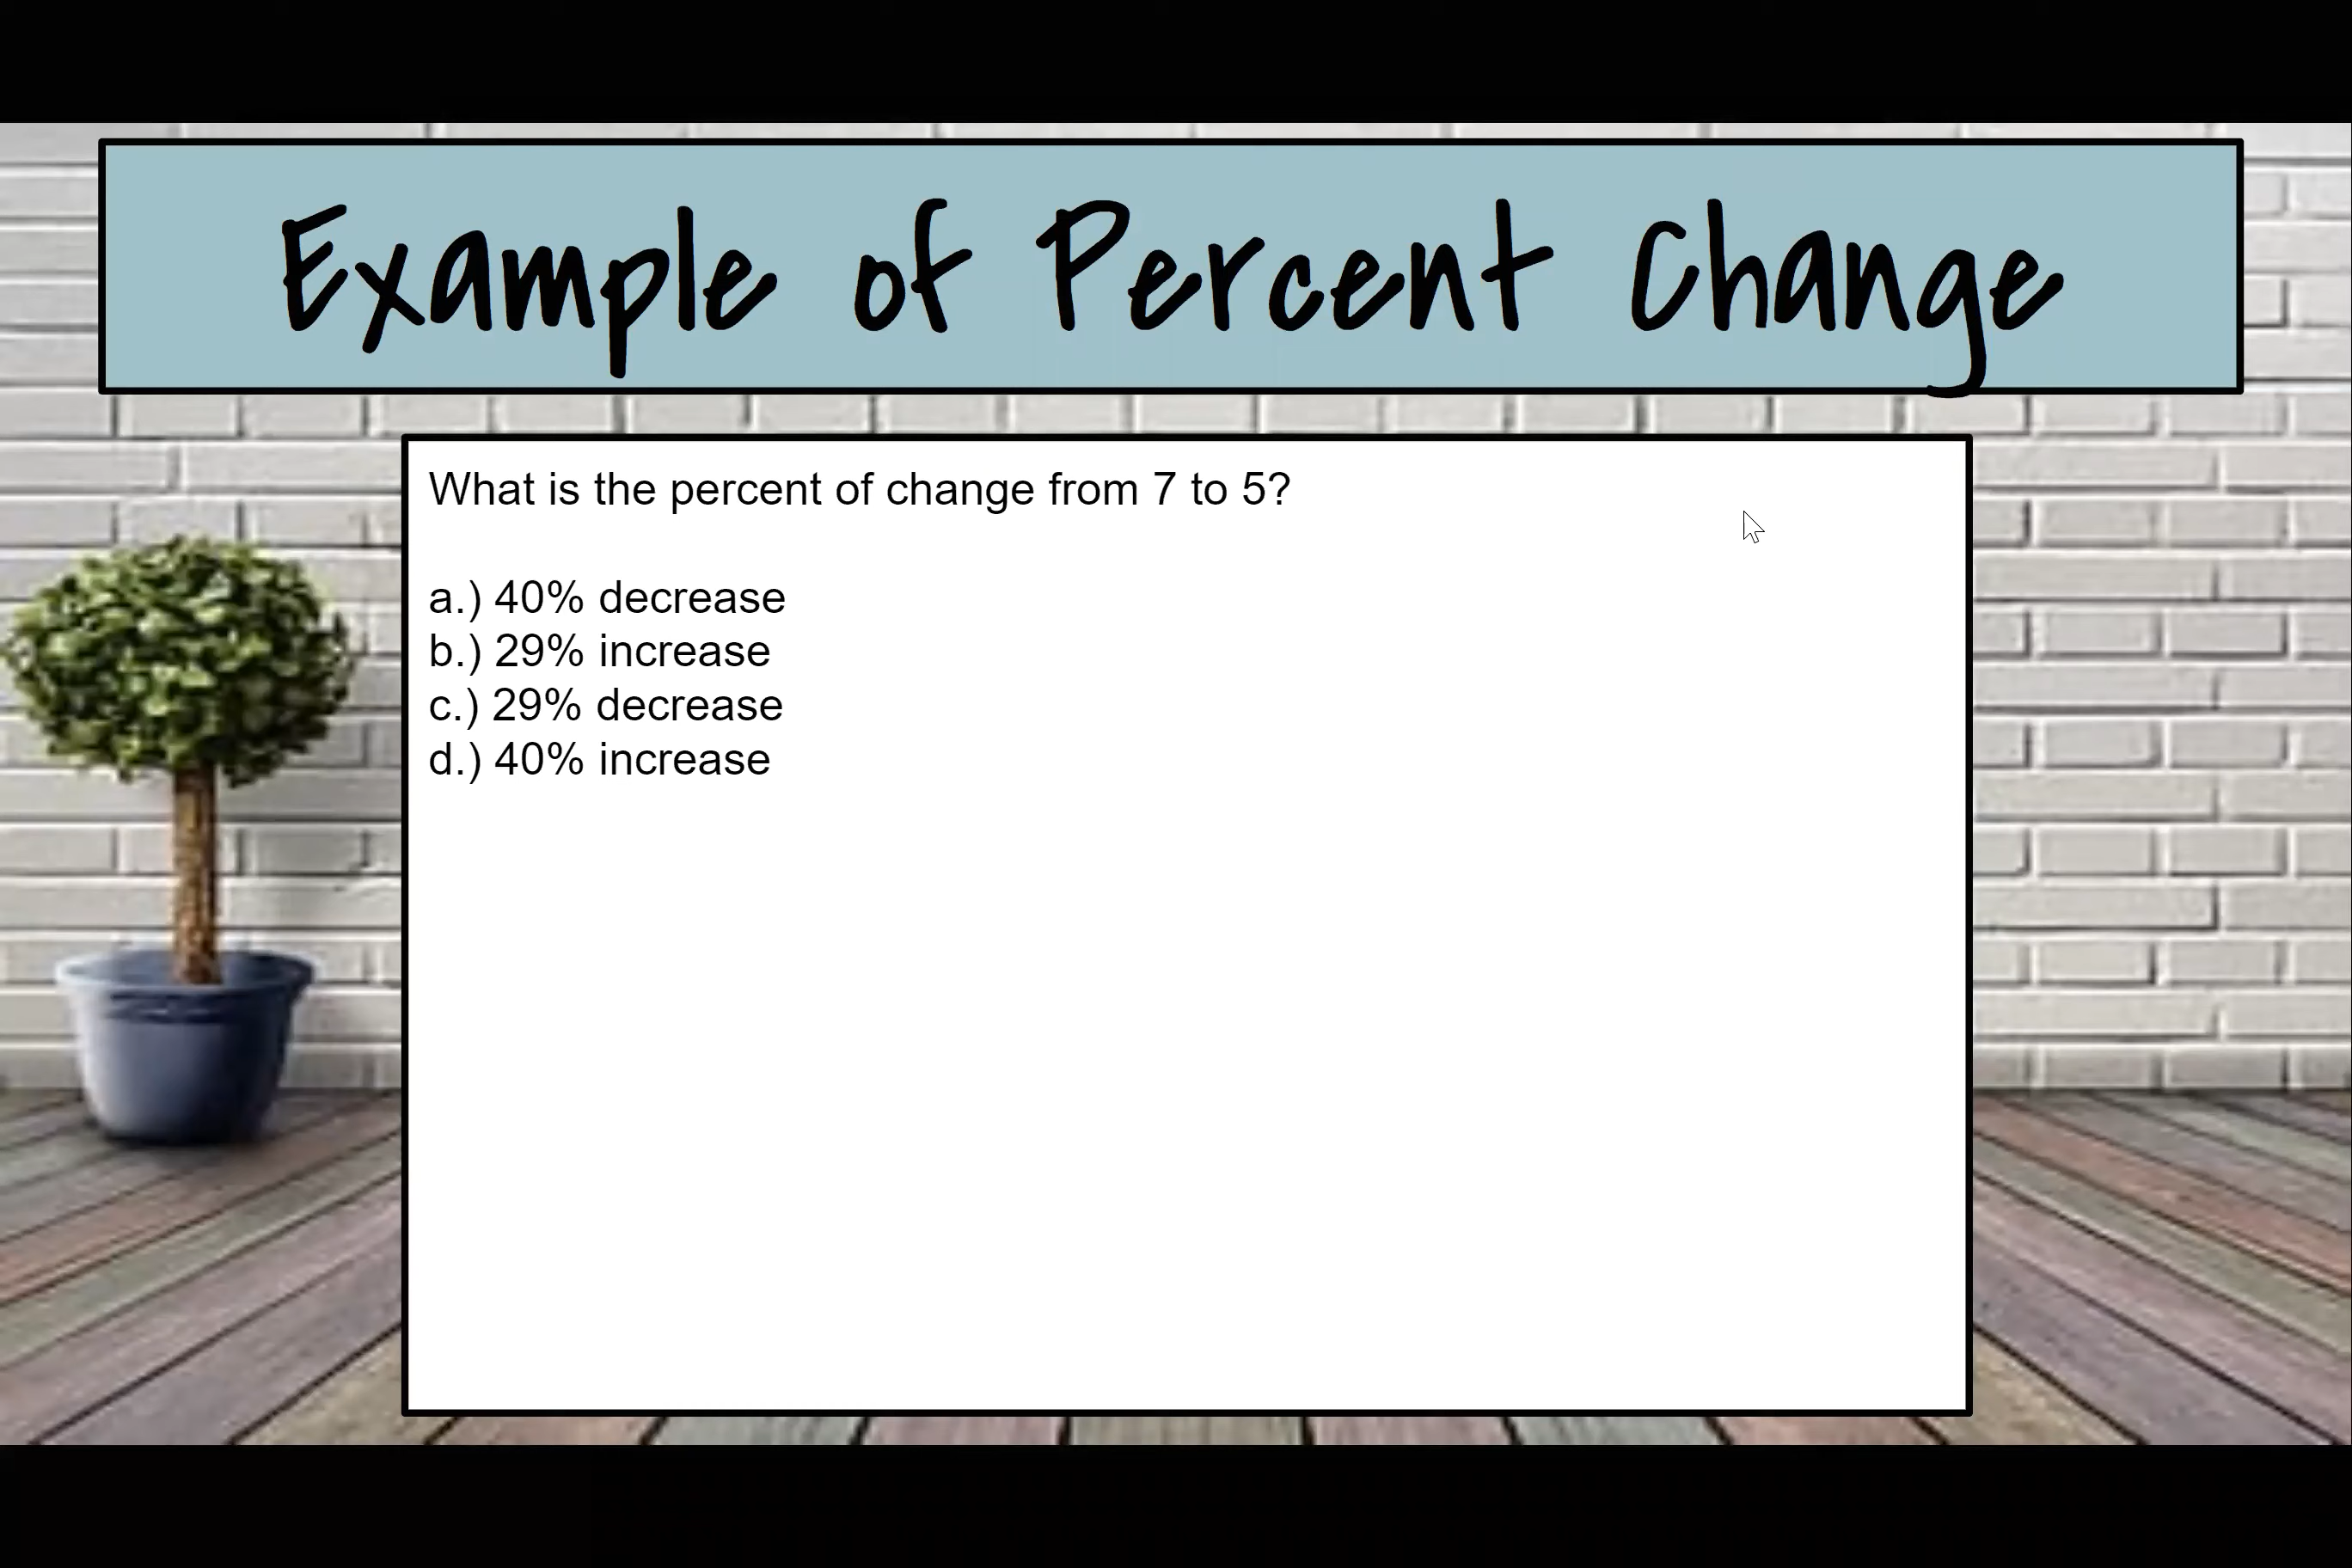 Example of Percent Change
What is the percent of change from 7 to 5?
a.) 40% decrease
b.) 29% increase
c.) 29% decrease
d.) 40% increase